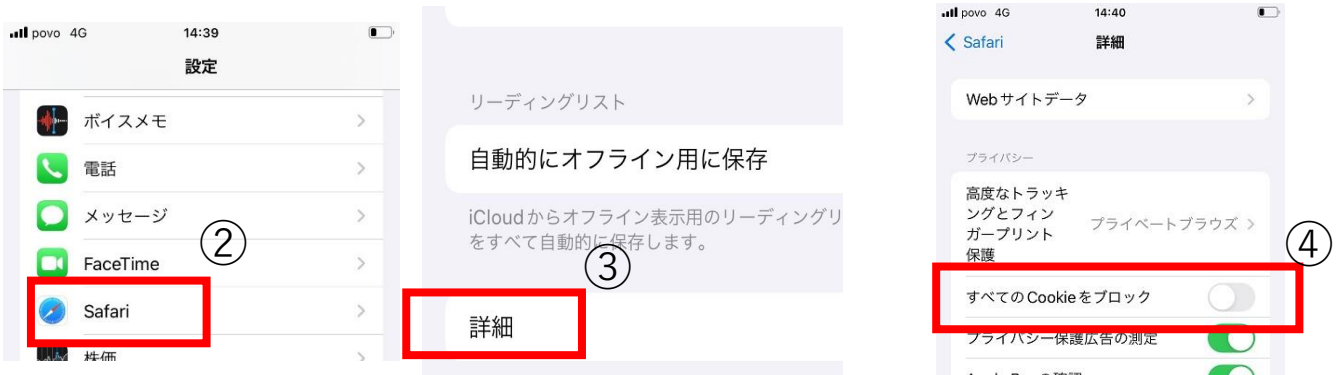 povo 4G 14:39
設定
ボイスメモ
電話
メッセージ
②
FaceTime
Safari
株価
リーディングリスト
自動的にオフライン用に保存
iCloudからオフライン表示用のリーディングリ
をすべて自動的に保存します。
③
詳細
povo 4G 14:40
Safari 詳細
Webサイトデータ
プライバシー
高度なトラッキ
ングとフィン
ガープリント
保護
プライベートブラウズ
④
すべてのCookieをブロック
プライバシー保護広告の測定